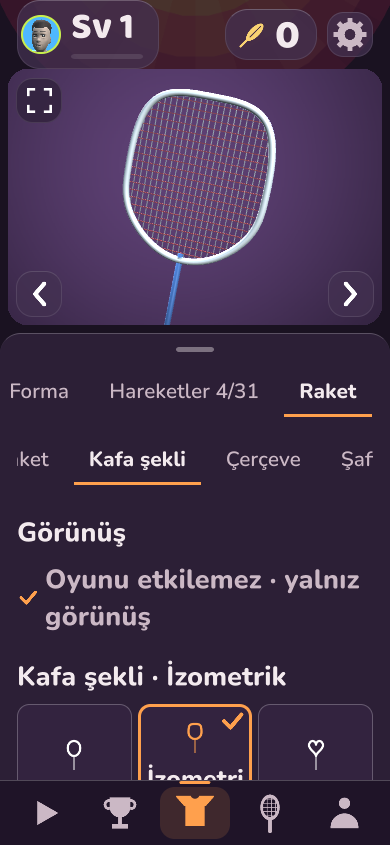 Sv 1
0
Forma Hareketler 4/31 Raket
Kafa şekli Çerçeve
Görünüş
Oyunu etkilemez · yalnız
görünüş
Kafa şekli · İzometrik